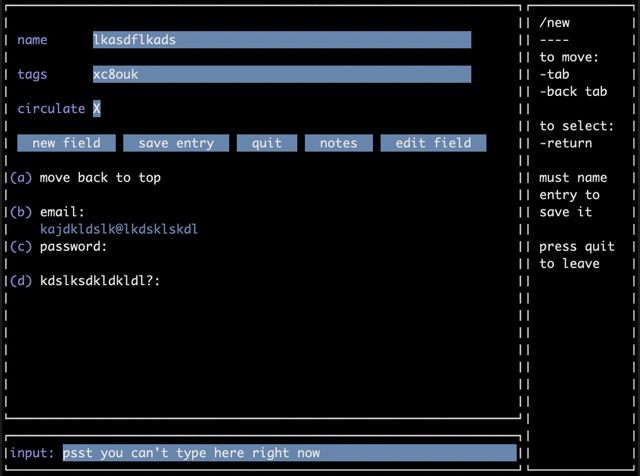 name lkasdflkads
tags xc8ouk
circulate X
new field save entry quit notes edit field
(a) move back to top
(b) email:
kajdkldslk@lkdsklskdl
(c) password:
(d) kdslksdkldkldl?:
input: psst you can't type here right now
/new
----
to move:
-tab
-back tab
to select:
-return
must name
entry to
save it
press quit
to leave